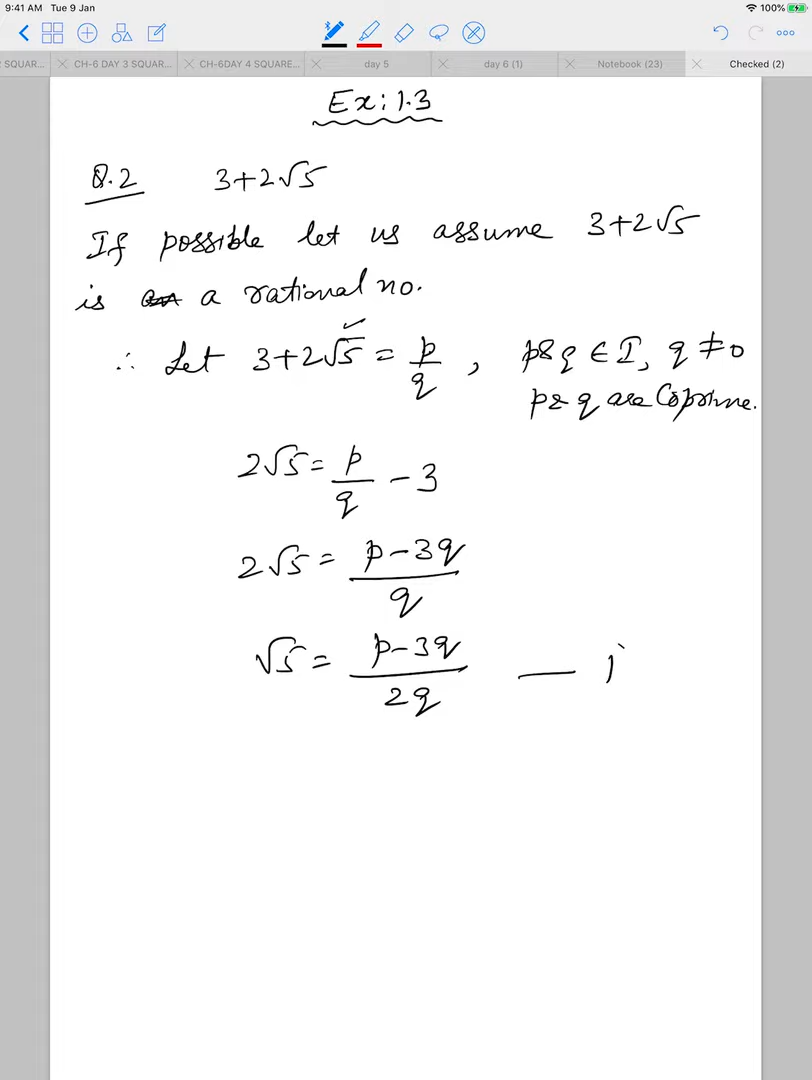 9:41 AM Tue 9 Jan 100%
SQUAR... CH-6 DAY 3 SQUAR... CH-6DAY 4 SQUARE... day 5 day 6 (1) Notebook (23) Checked (2)
Ex: 1.3
Q.2 3+2√5
If possible let us assume 3+2√5
is a rational no.
∴ Let 3+2√5 = p/q , p & q ∈ I, q ≠ 0
p & q are Coprime.
2√5 = p/q - 3
2√5 = (p-3q)/q
√5 = (p-3q)/2q — i